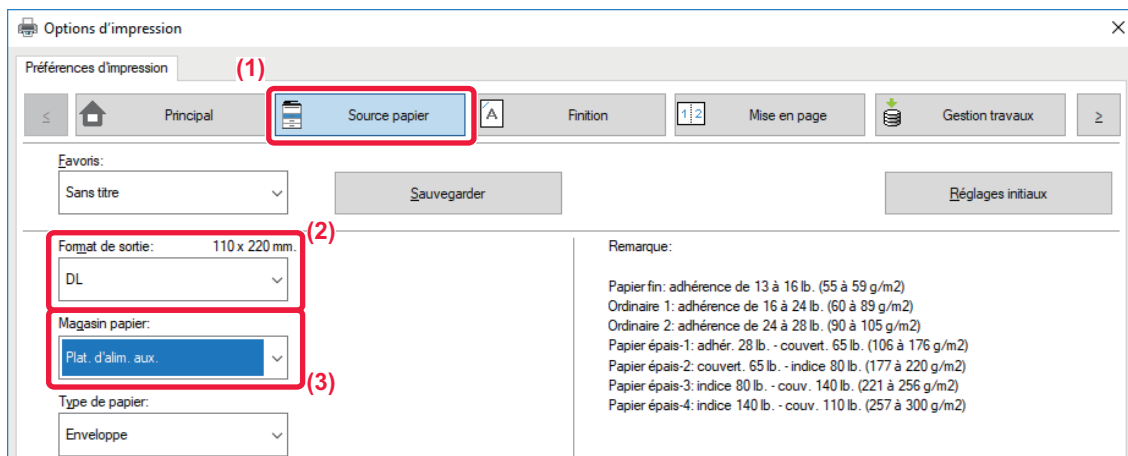 Options d'impression
Préférences d'impression
(1)
≤
Principal
Source papier
A
Finition
1 2
Mise en page
Gestion travaux
≥
Favoris:
Sans titre
Sauvegarder
Réglages initiaux
(2)
Format de sortie: 110 x 220 mm.
DL
Magasin papier:
Plat. d'alim. aux.
(3)
Type de papier:
Enveloppe
Remarque:
Papier fin: adhérence de 13 à 16 lb. (55 à 59 g/m2)
Ordinaire 1: adhérence de 16 à 24 lb. (60 à 89 g/m2)
Ordinaire 2: adhérence de 24 à 28 lb. (90 à 105 g/m2)
Papier épais-1: adhér. 28 lb. - couvert. 65 lb. (106 à 176 g/m2)
Papier épais-2: couvert. 65 lb. - indice 80 lb. (177 à 220 g/m2)
Papier épais-3: indice 80 lb. - couv. 140 lb. (221 à 256 g/m2)
Papier épais-4: indice 140 lb. - couv. 110 lb. (257 à 300 g/m2)